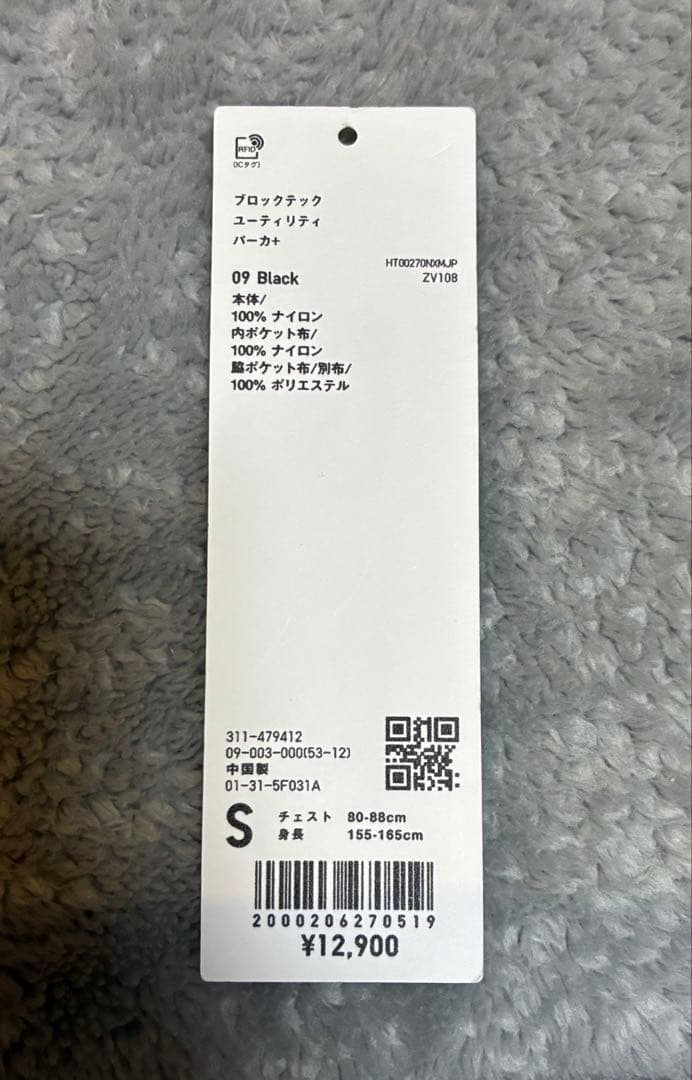 RFID
(ICタグ)
ブロックテック
ユーティリティ
パーカ+
HT00270NXMJP
09 Black
ZV108
本体/
100% ナイロン
内ポケット布/
100% ナイロン
脇ポケット布/別布/
100% ポリエステル
311-479412
09-003-000(53-12)
中国製
01-31-5F031A
S チェスト 80-88cm
身長 155-165cm
2000206270519
¥12,900